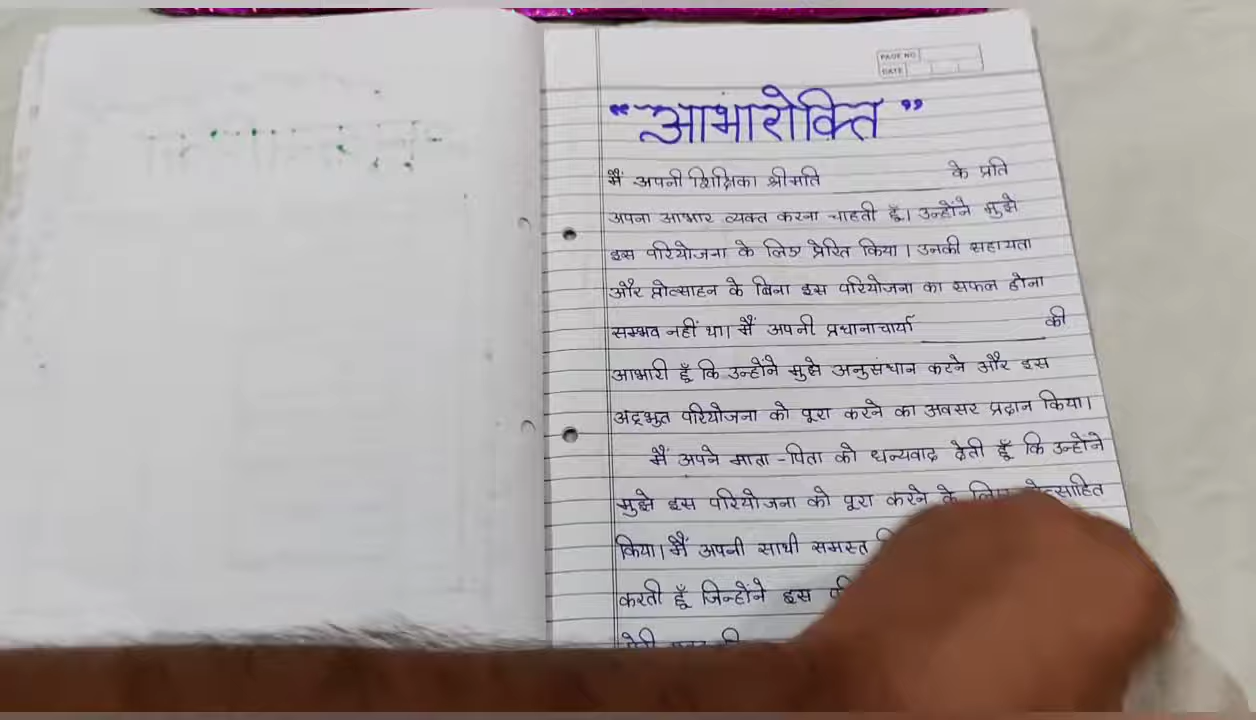 PAGE NO
DATE
“आभारोक्ति”
मैं अपनी शिक्षिका श्रीमति ________ के प्रति
अपना आभार व्यक्त करना चाहती हूँ। उन्होंने मुझे
इस परियोजना के लिए प्रेरित किया। उनकी सहायता
और प्रोत्साहन के बिना इस परियोजना का सफल होना
सम्भव नहीं था। मैं अपनी प्रधानाचार्या ________ की
आभारी हूँ कि उन्होंने मुझे अनुसंधान करने और इस
अद्भुत परियोजना को पूरा करने का अवसर प्रदान किया।
मैं अपने माता-पिता को धन्यवाद देती हूँ कि उन्होंने
मुझे इस परियोजना को पूरा करने के
किया। मैं अपनी साथी समस्त
करती हूँ जिन्होंने इस